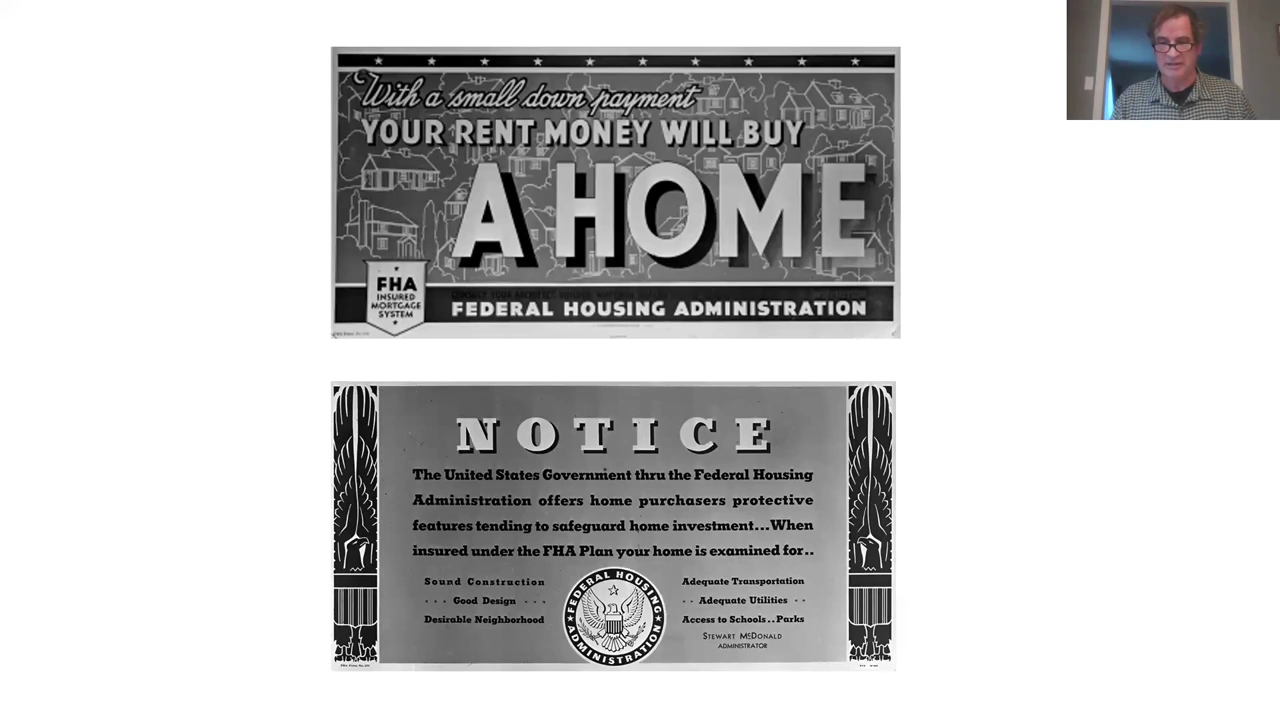 With a small down payment
YOUR RENT MONEY WILL BUY
A HOME
FHA
INSURED
MORTGAGE
SYSTEM
FEDERAL HOUSING ADMINISTRATION
NOTICE
The United States Government thru the Federal Housing
Administration offers home purchasers protective
features tending to safeguard home investment...When
insured under the FHA Plan your home is examined for..
Sound Construction
- - - Good Design - - -
Desirable Neighborhood
FEDERAL HOUSING
ADMINISTRATION
Adequate Transportation
- - Adequate Utilities - -
Access to Schools..Parks
STEWART McDONALD
ADMINISTRATOR